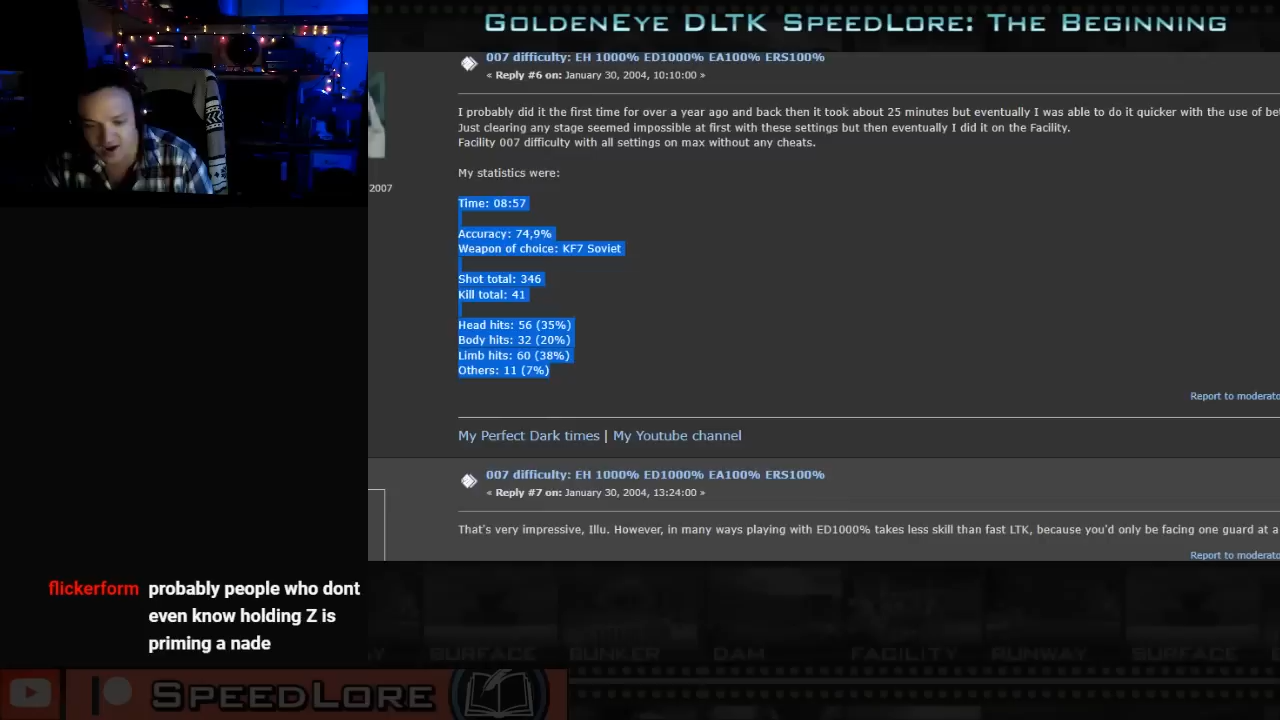 GoldenEye DLTK SpeedLore: The Beginning
007 difficulty: EH 1000% ED1000% EA100% ERS100%
« Reply #6 on: January 30, 2004, 10:10:00 »
I probably did it the first time for over a year ago and back then it took about 25 minutes but eventually I was able to do it quicker with the use of be
Just clearing any stage seemed impossible at first with these settings but then eventually I did it on the Facility.
Facility 007 difficulty with all settings on max without any cheats.
My statistics were:
2007
Time: 08:57
Accuracy: 74,9%
Weapon of choice: KF7 Soviet
Shot total: 346
Kill total: 41
Head hits: 56 (35%)
Body hits: 32 (20%)
Limb hits: 60 (38%)
Others: 11 (7%)
Report to moderato
My Perfect Dark times | My Youtube channel
007 difficulty: EH 1000% ED1000% EA100% ERS100%
« Reply #7 on: January 30, 2004, 13:24:00 »
That's very impressive, Illu. However, in many ways playing with ED1000% takes less skill than fast LTK, because you'd only be facing one guard at a
Report to moderato
flickerform probably people who dont
even know holding Z is
priming a nade
SURFACE BUNKER DAM FACILITY RUNWAY SURFACE
SpeedLore